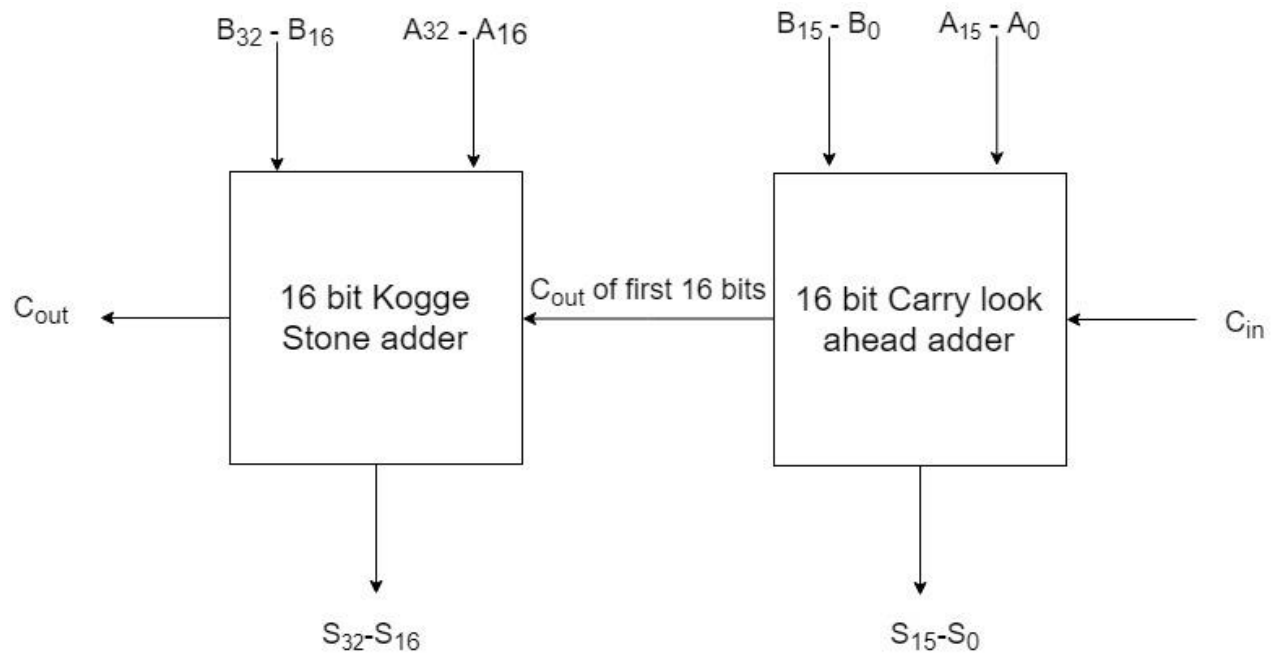 B32 - B16
A32 - A16
B15 - B0
A15 - A0
16 bit Kogge
Stone adder
Cout of first 16 bits
16 bit Carry look
ahead adder
Cout
Cin
S32-S16
S15-S0